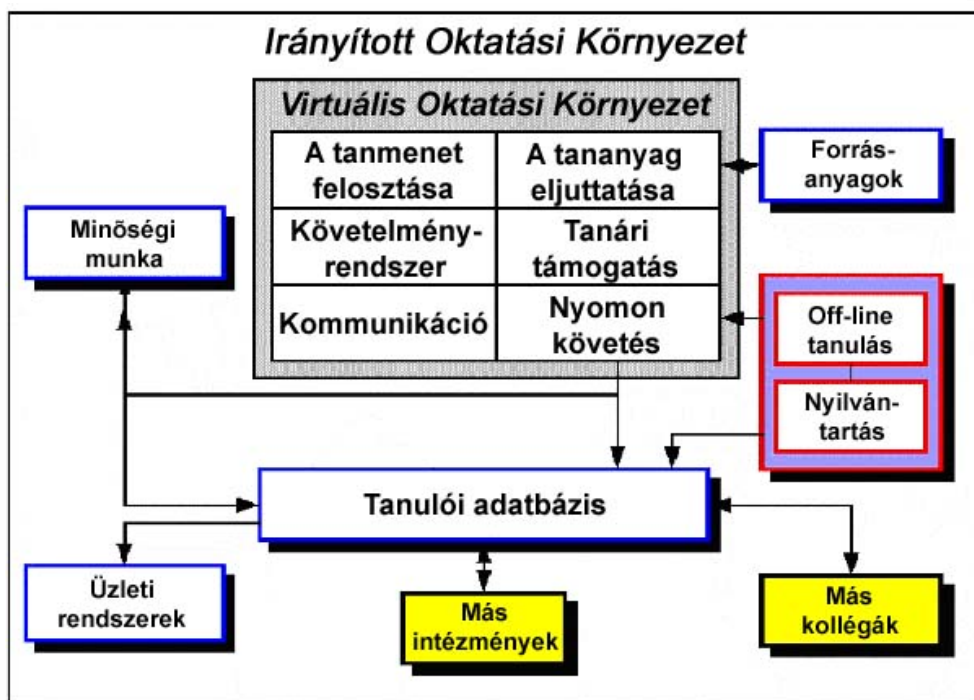 Irányított Oktatási Környezet
Virtuális Oktatási Környezet
A tanmenet
felosztása
A tananyag
eljuttatása
Követelmény-
rendszer
Tanári
támogatás
Kommunikáció
Nyomon
követés
Forrás-
anyagok
Minõségi
munka
Off-line
tanulás
Nyilván-
tartás
Tanulói adatbázis
Üzleti
rendszerek
Más
intézmények
Más
kollégák